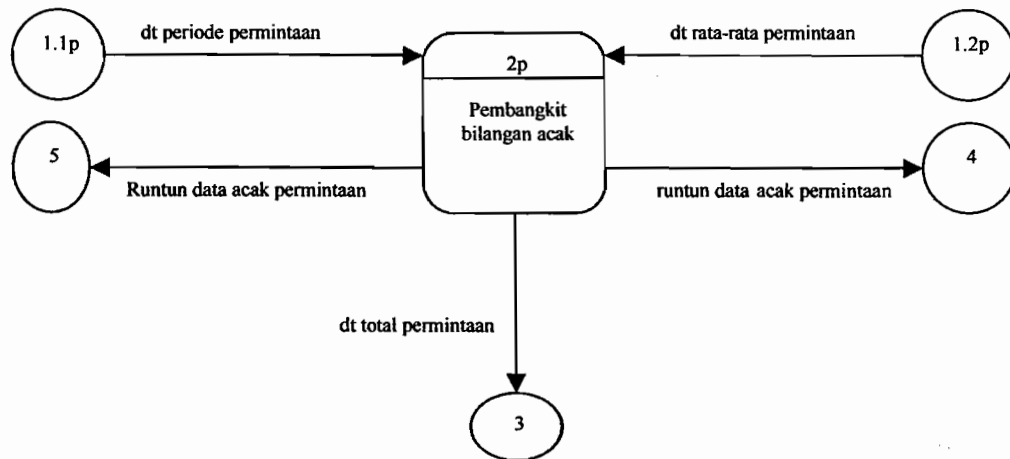 1.1p
dt periode permintaan
2p
dt rata-rata permintaan
1.2p
Pembangkit
bilangan acak
5
Runtun data acak permintaan
runtun data acak permintaan
4
dt total permintaan
3